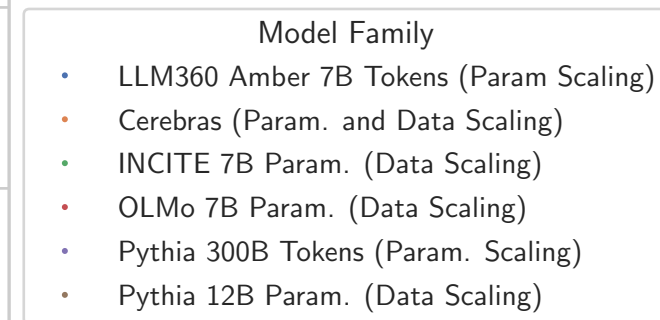 Model Family
LLM360 Amber 7B Tokens (Param Scaling)
Cerebras (Param. and Data Scaling)
INCITE 7B Param. (Data Scaling)
OLMo 7B Param. (Data Scaling)
Pythia 300B Tokens (Param. Scaling)
Pythia 12B Param. (Data Scaling)